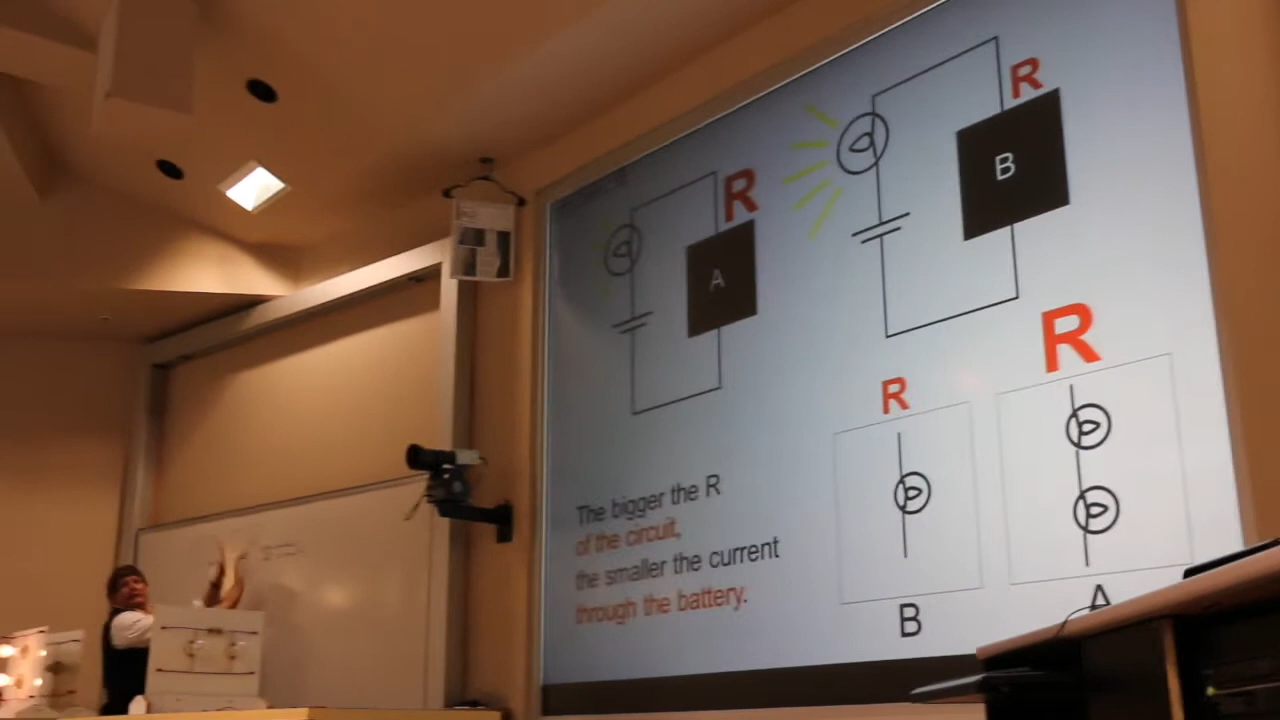 R
A
R
B
The bigger the R
of the circuit,
the smaller the current
through the battery.
R
B
R
A